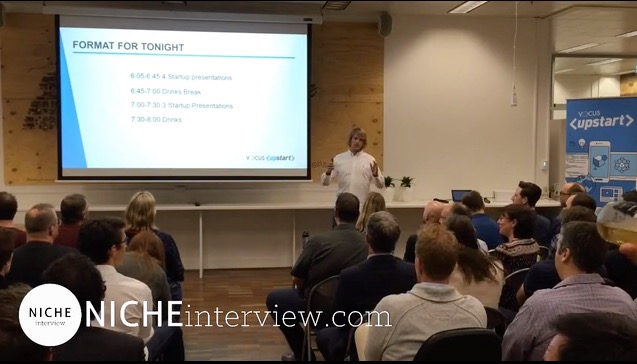 FORMAT FOR TONIGHT
6:05-6:45 4 Startup presentations
6:45-7:00 Drinks Break
7:00-7:30 3 Startup Presentations
7:30-8:00 Drinks
VOCUS <upstart>
VOCUS
<upstart>
NICHE
interview
NICHEinterview.com